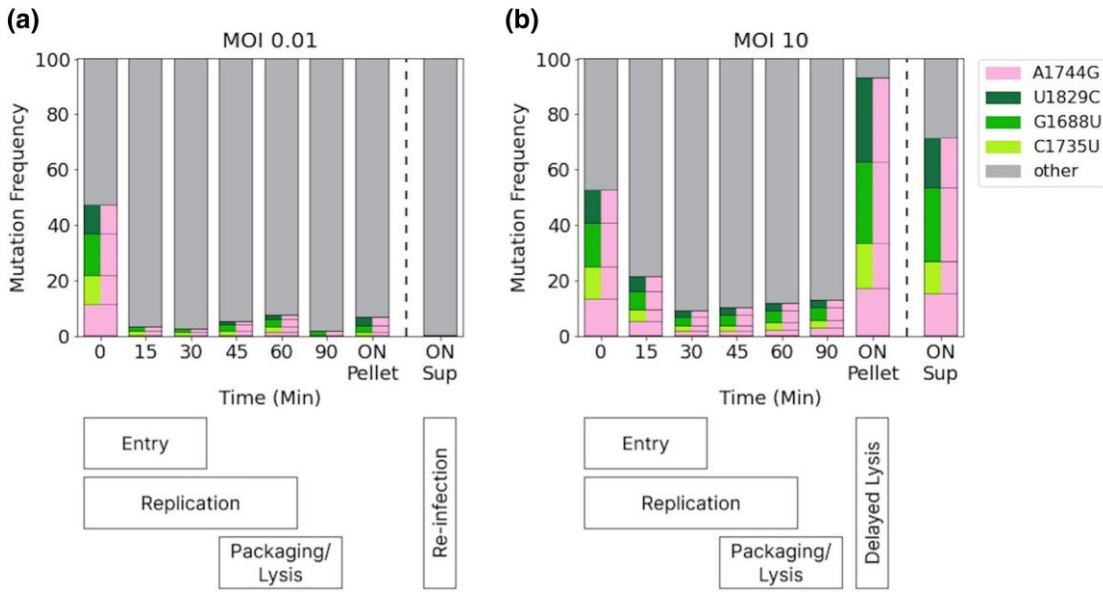 (a)
MOI 0.01
Mutation Frequency
100
80
60
40
20
0
0 15 30 45 60 90 ON Pellet ON Sup
Time (Min)
Entry
Replication
Packaging/
Lysis
Re-infection
(b)
MOI 10
Mutation Frequency
100
80
60
40
20
0
0 15 30 45 60 90 ON Pellet ON Sup
Time (Min)
Entry
Replication
Packaging/
Lysis
Delayed Lysis
A1744G
U1829C
G1688U
C1735U
other